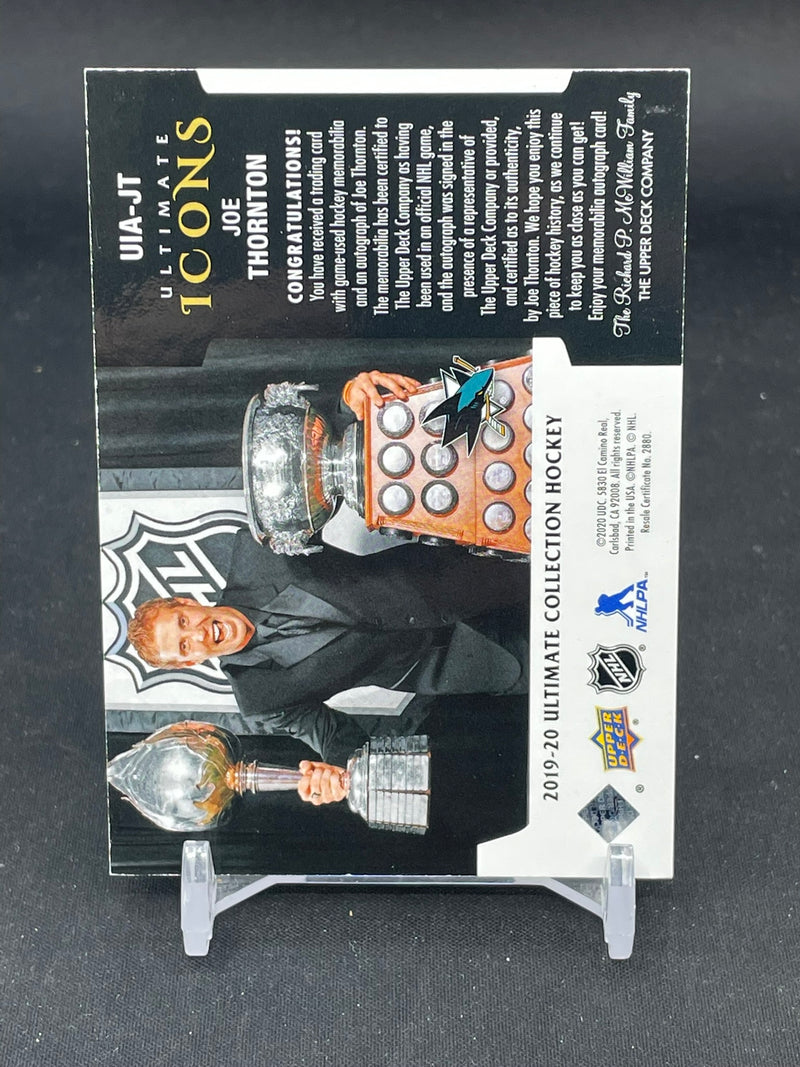 UIA-JT
ULTIMATE
ICONS
JOE
THORNTON
CONGRATULATIONS!
You have received a trading card
with game-used hockey memorabilia
and an autograph of Joe Thornton.
The memorabilia has been certified to
The Upper Deck Company as having
been used in an official NHL game,
and the autograph was signed in the
presence of a representative of
The Upper Deck Company or provided,
and certified as to its authenticity,
by Joe Thornton. We hope you enjoy this
piece of hockey history, as we continue
to keep you as close as you can get!
Enjoy your memorabilia autograph card!
The Richard P. McWilliam Family
THE UPPER DECK COMPANY
NHL
2019-20 ULTIMATE COLLECTION HOCKEY
©2020 UDC. 5830 El Camino Real,
Carlsbad, CA 92008. All rights reserved.
Printed in the USA. ©NHLPA. © NHL.
Resale Certificate No. 2880.
®
UPPER
D·E·C·K®
NHL®
NHLPA™